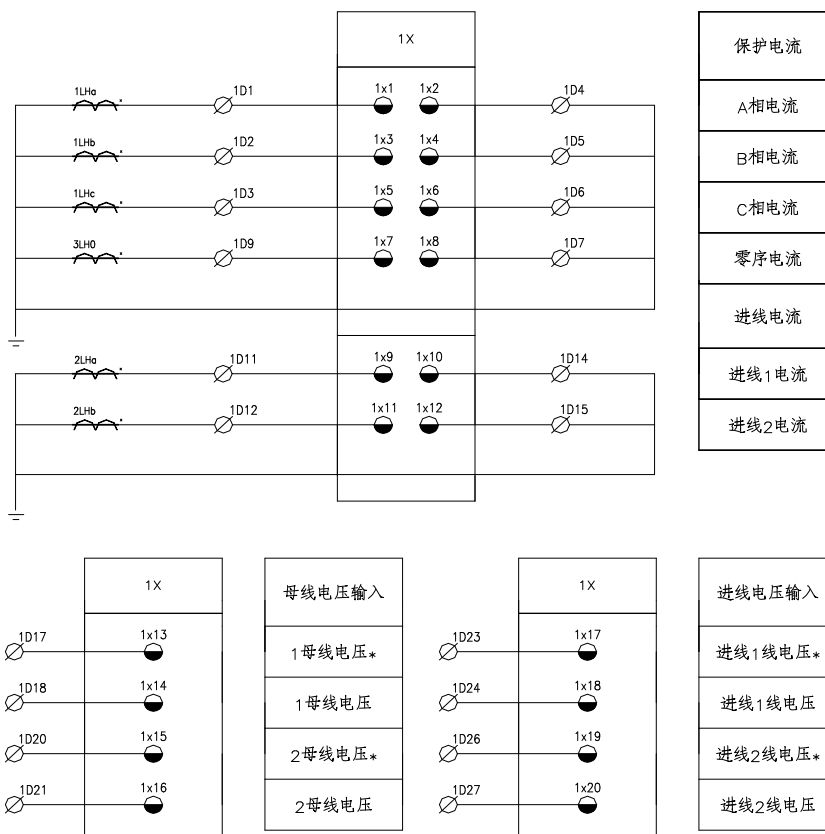 1X
保护电流
1LHa
*
1D1
1x1
1x2
1D4
A相电流
1LHb
*
1D2
1x3
1x4
1D5
B相电流
1LHc
*
1D3
1x5
1x6
1D6
C相电流
3LH0
*
1D9
1x7
1x8
1D7
零序电流
进线电流
2LHa
*
1D11
1x9
1x10
1D14
进线1电流
2LHb
*
1D12
1x11
1x12
1D15
进线2电流
1X
母线电压输入
1D17
1x13
1母线电压*
1D18
1x14
1母线电压
1D20
1x15
2母线电压*
1D21
1x16
2母线电压
1X
进线电压输入
1D23
1x17
进线1线电压*
1D24
1x18
进线1线电压
1D26
1x19
进线2线电压*
1D27
1x20
进线2线电压